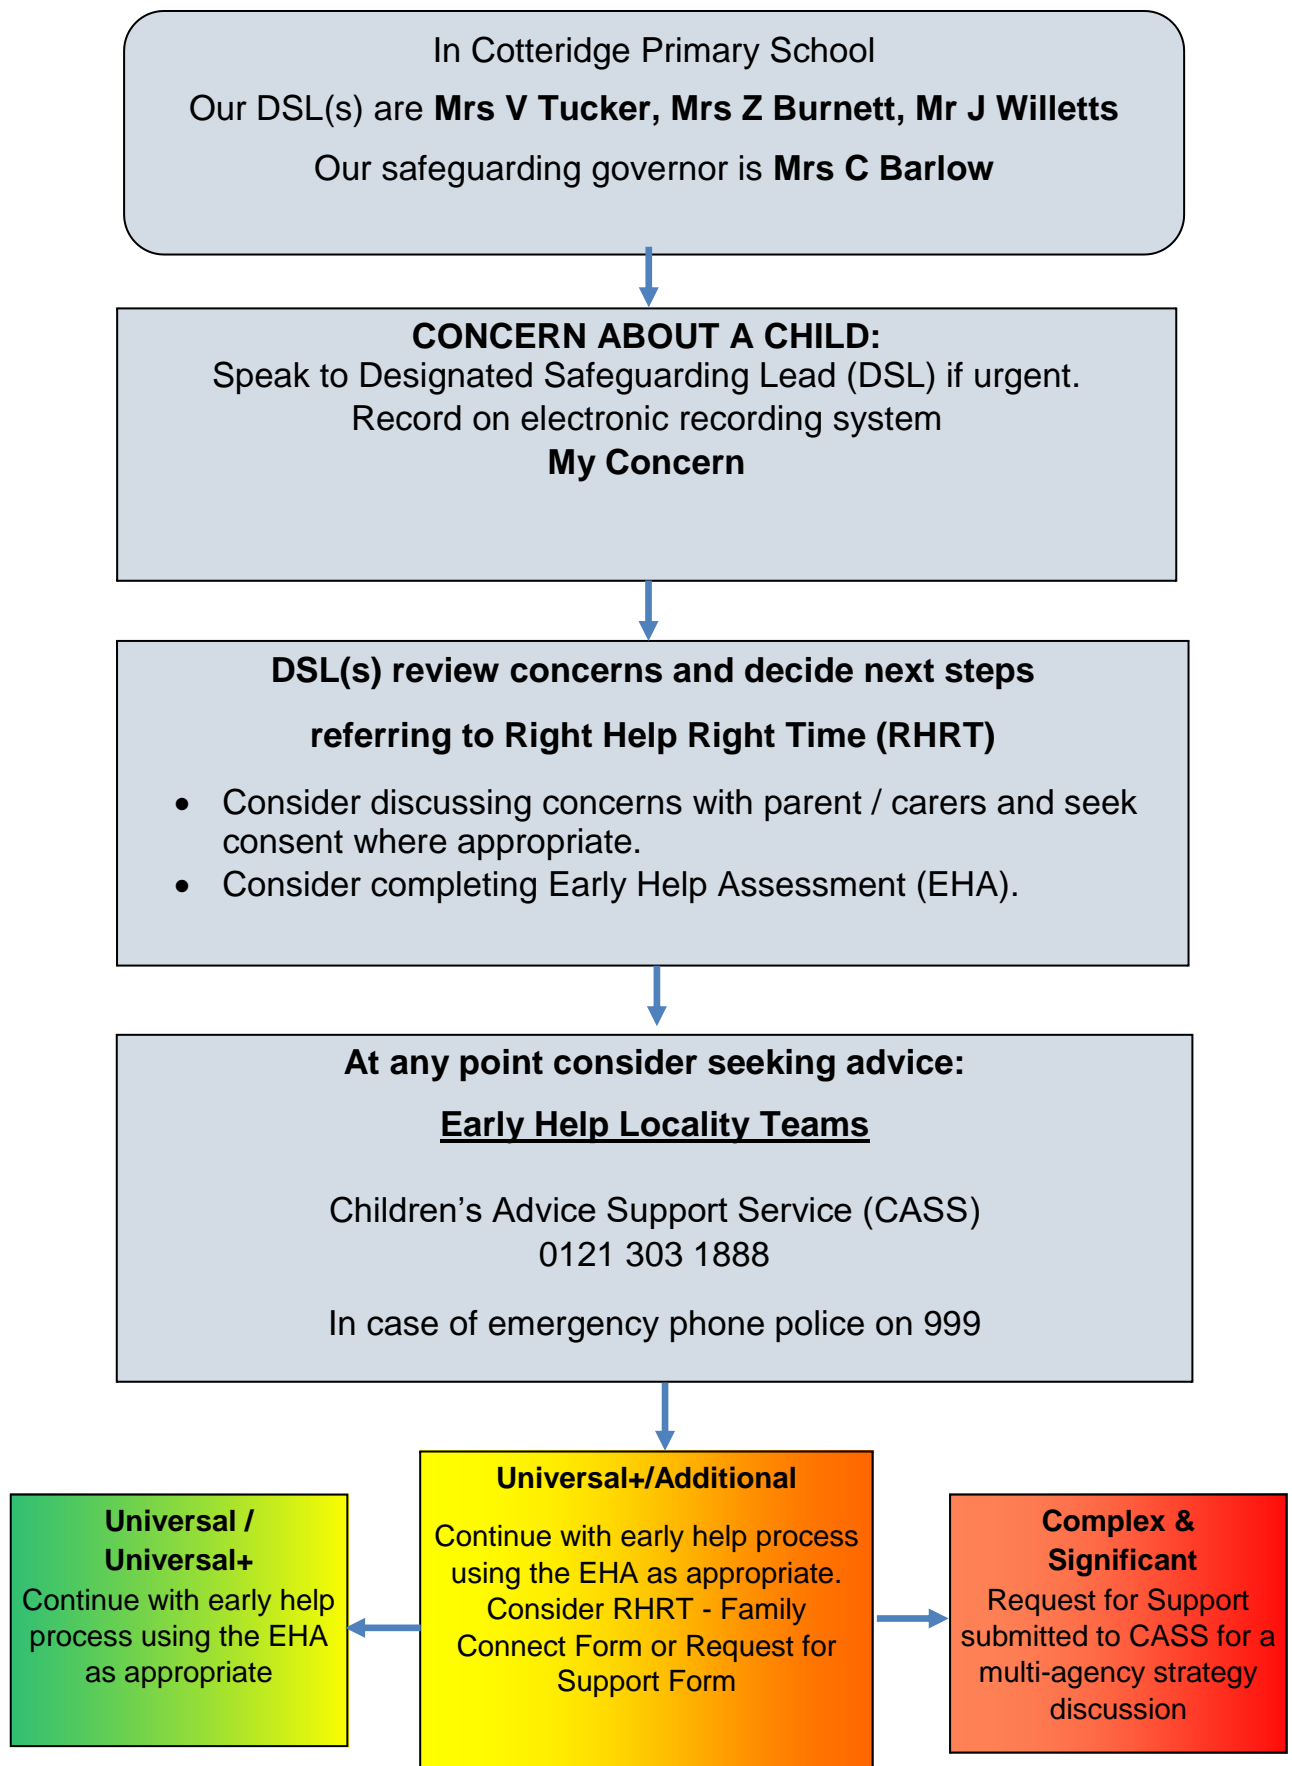 In Cotteridge Primary School
Our DSL(s) are Mrs V Tucker, Mrs Z Burnett, Mr J Willetts
Our safeguarding governor is Mrs C Barlow
CONCERN ABOUT A CHILD:
Speak to Designated Safeguarding Lead (DSL) if urgent.
Record on electronic recording system
My Concern
DSL(s) review concerns and decide next steps
referring to Right Help Right Time (RHRT)
• Consider discussing concerns with parent / carers and seek
consent where appropriate.
• Consider completing Early Help Assessment (EHA).
At any point consider seeking advice:
Early Help Locality Teams
Children’s Advice Support Service (CASS)
0121 303 1888
In case of emergency phone police on 999
Universal /
Universal+
Continue with early help
process using the EHA
as appropriate
Universal+/Additional
Continue with early help process
using the EHA as appropriate.
Consider RHRT - Family
Connect Form or Request for
Support Form
Complex &
Significant
Request for Support
submitted to CASS for a
multi-agency strategy
discussion